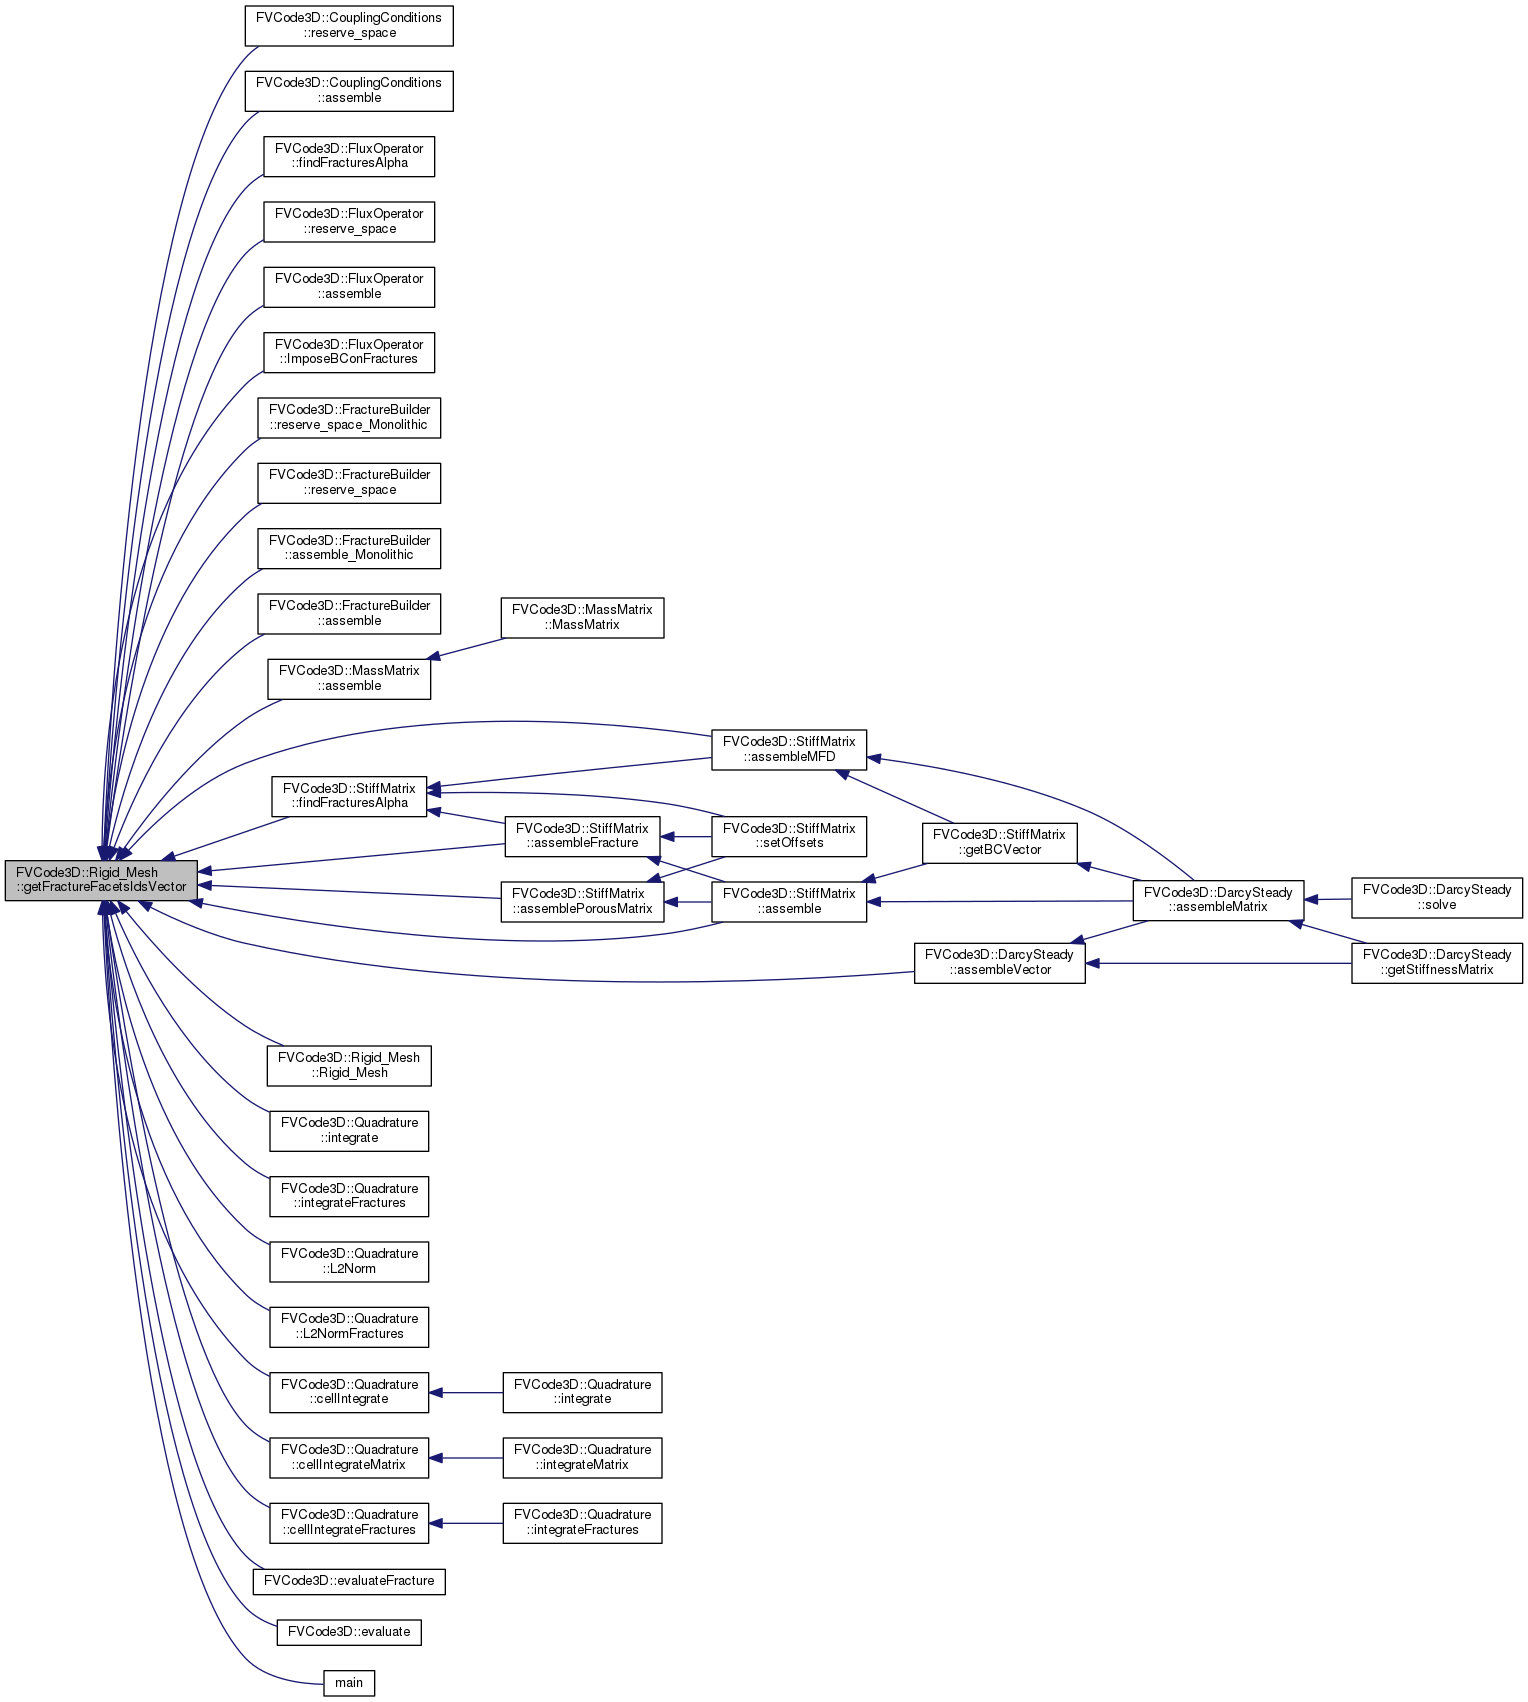 FVCode3D::CouplingConditions
::reserve_space
FVCode3D::CouplingConditions
::assemble
FVCode3D::FluxOperator
::findFracturesAlpha
FVCode3D::FluxOperator
::reserve_space
FVCode3D::FluxOperator
::assemble
FVCode3D::FluxOperator
::ImposeBConFractures
FVCode3D::FractureBuilder
::reserve_space_Monolithic
FVCode3D::FractureBuilder
::reserve_space
FVCode3D::FractureBuilder
::assemble_Monolithic
FVCode3D::FractureBuilder
::assemble
FVCode3D::MassMatrix
::MassMatrix
FVCode3D::MassMatrix
::assemble
FVCode3D::StiffMatrix
::assembleMFD
FVCode3D::StiffMatrix
::findFracturesAlpha
FVCode3D::StiffMatrix
::assembleFracture
FVCode3D::StiffMatrix
::setOffsets
FVCode3D::StiffMatrix
::getBCVector
FVCode3D::Rigid_Mesh
::getFractureFacetsIdsVector
FVCode3D::StiffMatrix
::assemblePorousMatrix
FVCode3D::StiffMatrix
::assemble
FVCode3D::DarcySteady
::assembleMatrix
FVCode3D::DarcySteady
::solve
FVCode3D::DarcySteady
::assembleVector
FVCode3D::DarcySteady
::getStiffnessMatrix
FVCode3D::Rigid_Mesh
::Rigid_Mesh
FVCode3D::Quadrature
::integrate
FVCode3D::Quadrature
::integrateFractures
FVCode3D::Quadrature
::L2Norm
FVCode3D::Quadrature
::L2NormFractures
FVCode3D::Quadrature
::cellIntegrate
FVCode3D::Quadrature
::integrate
FVCode3D::Quadrature
::cellIntegrateMatrix
FVCode3D::Quadrature
::integrateMatrix
FVCode3D::Quadrature
::cellIntegrateFractures
FVCode3D::Quadrature
::integrateFractures
FVCode3D::evaluateFracture
FVCode3D::evaluate
main